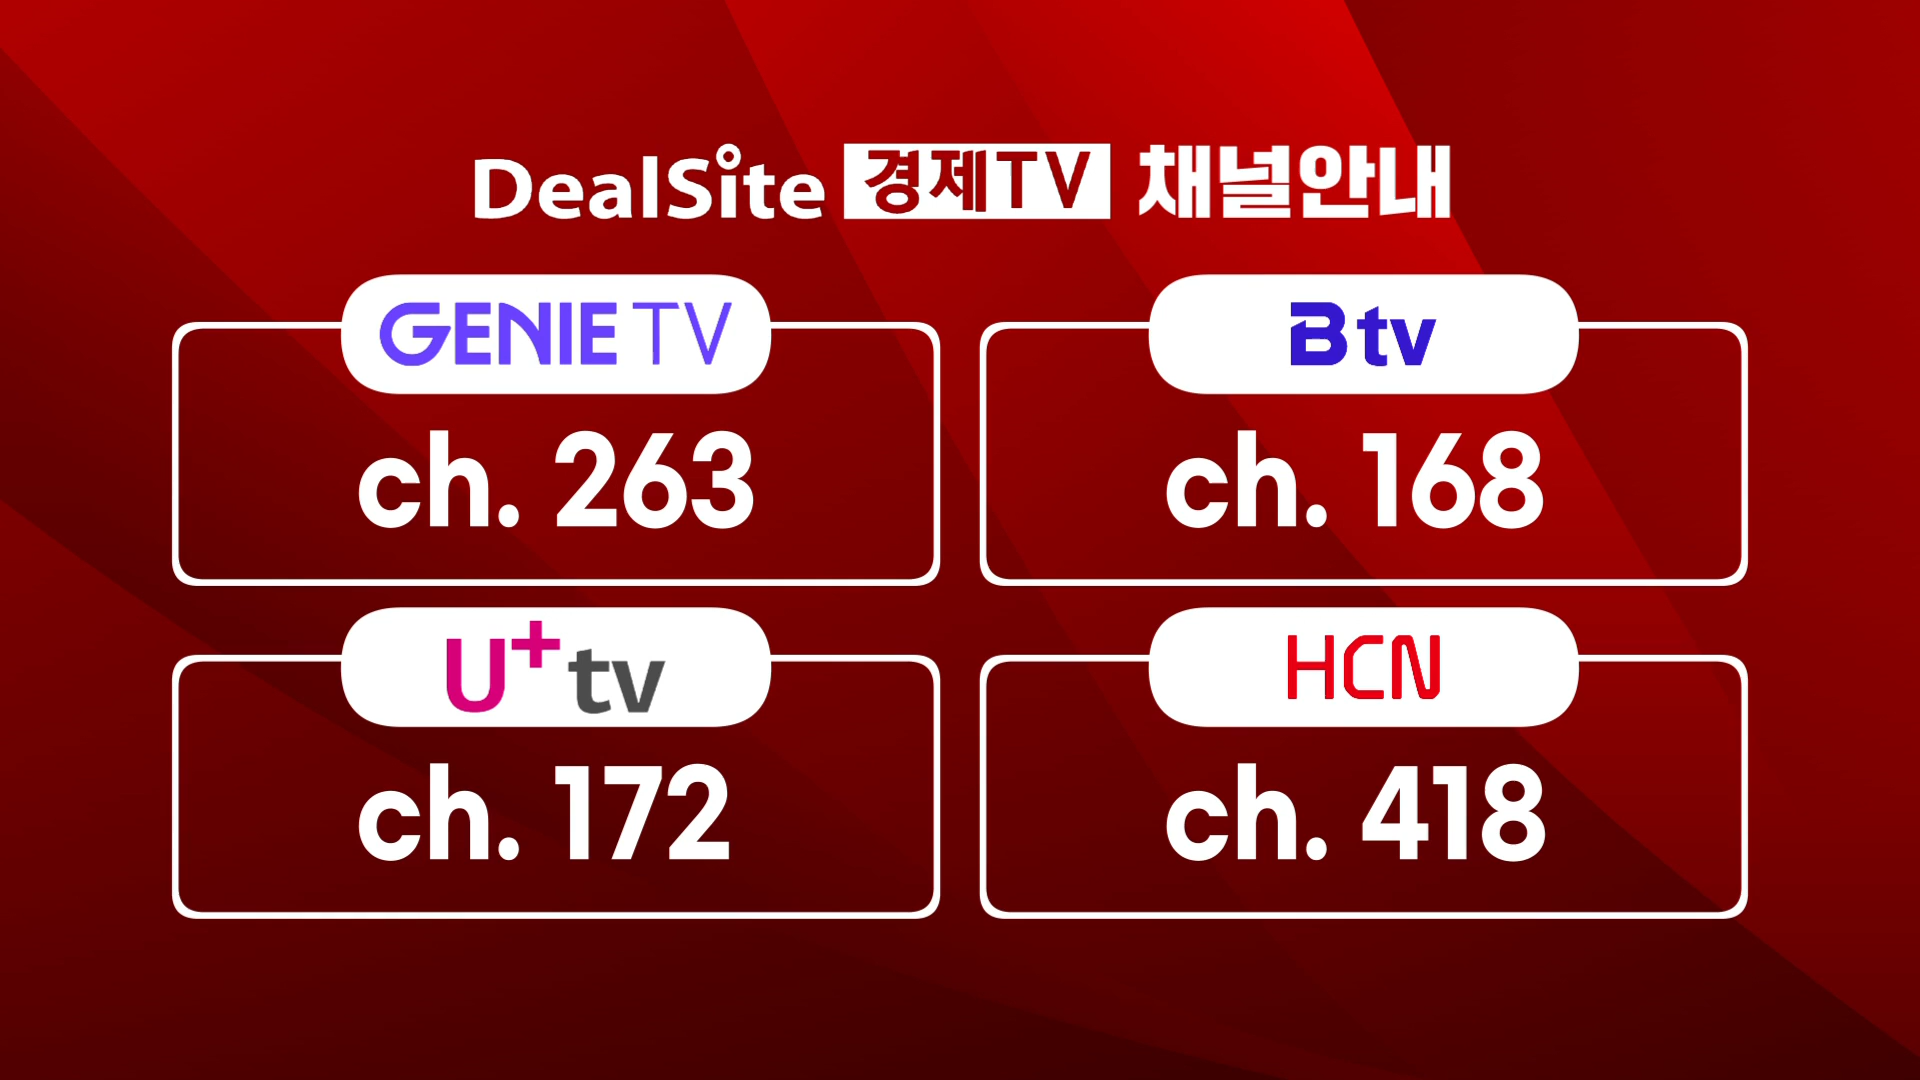 DealSite 경제TV 채널안내
GENIE TV
ch. 263
B tv
ch. 168
U+ tv
ch. 172
HCN
ch. 418